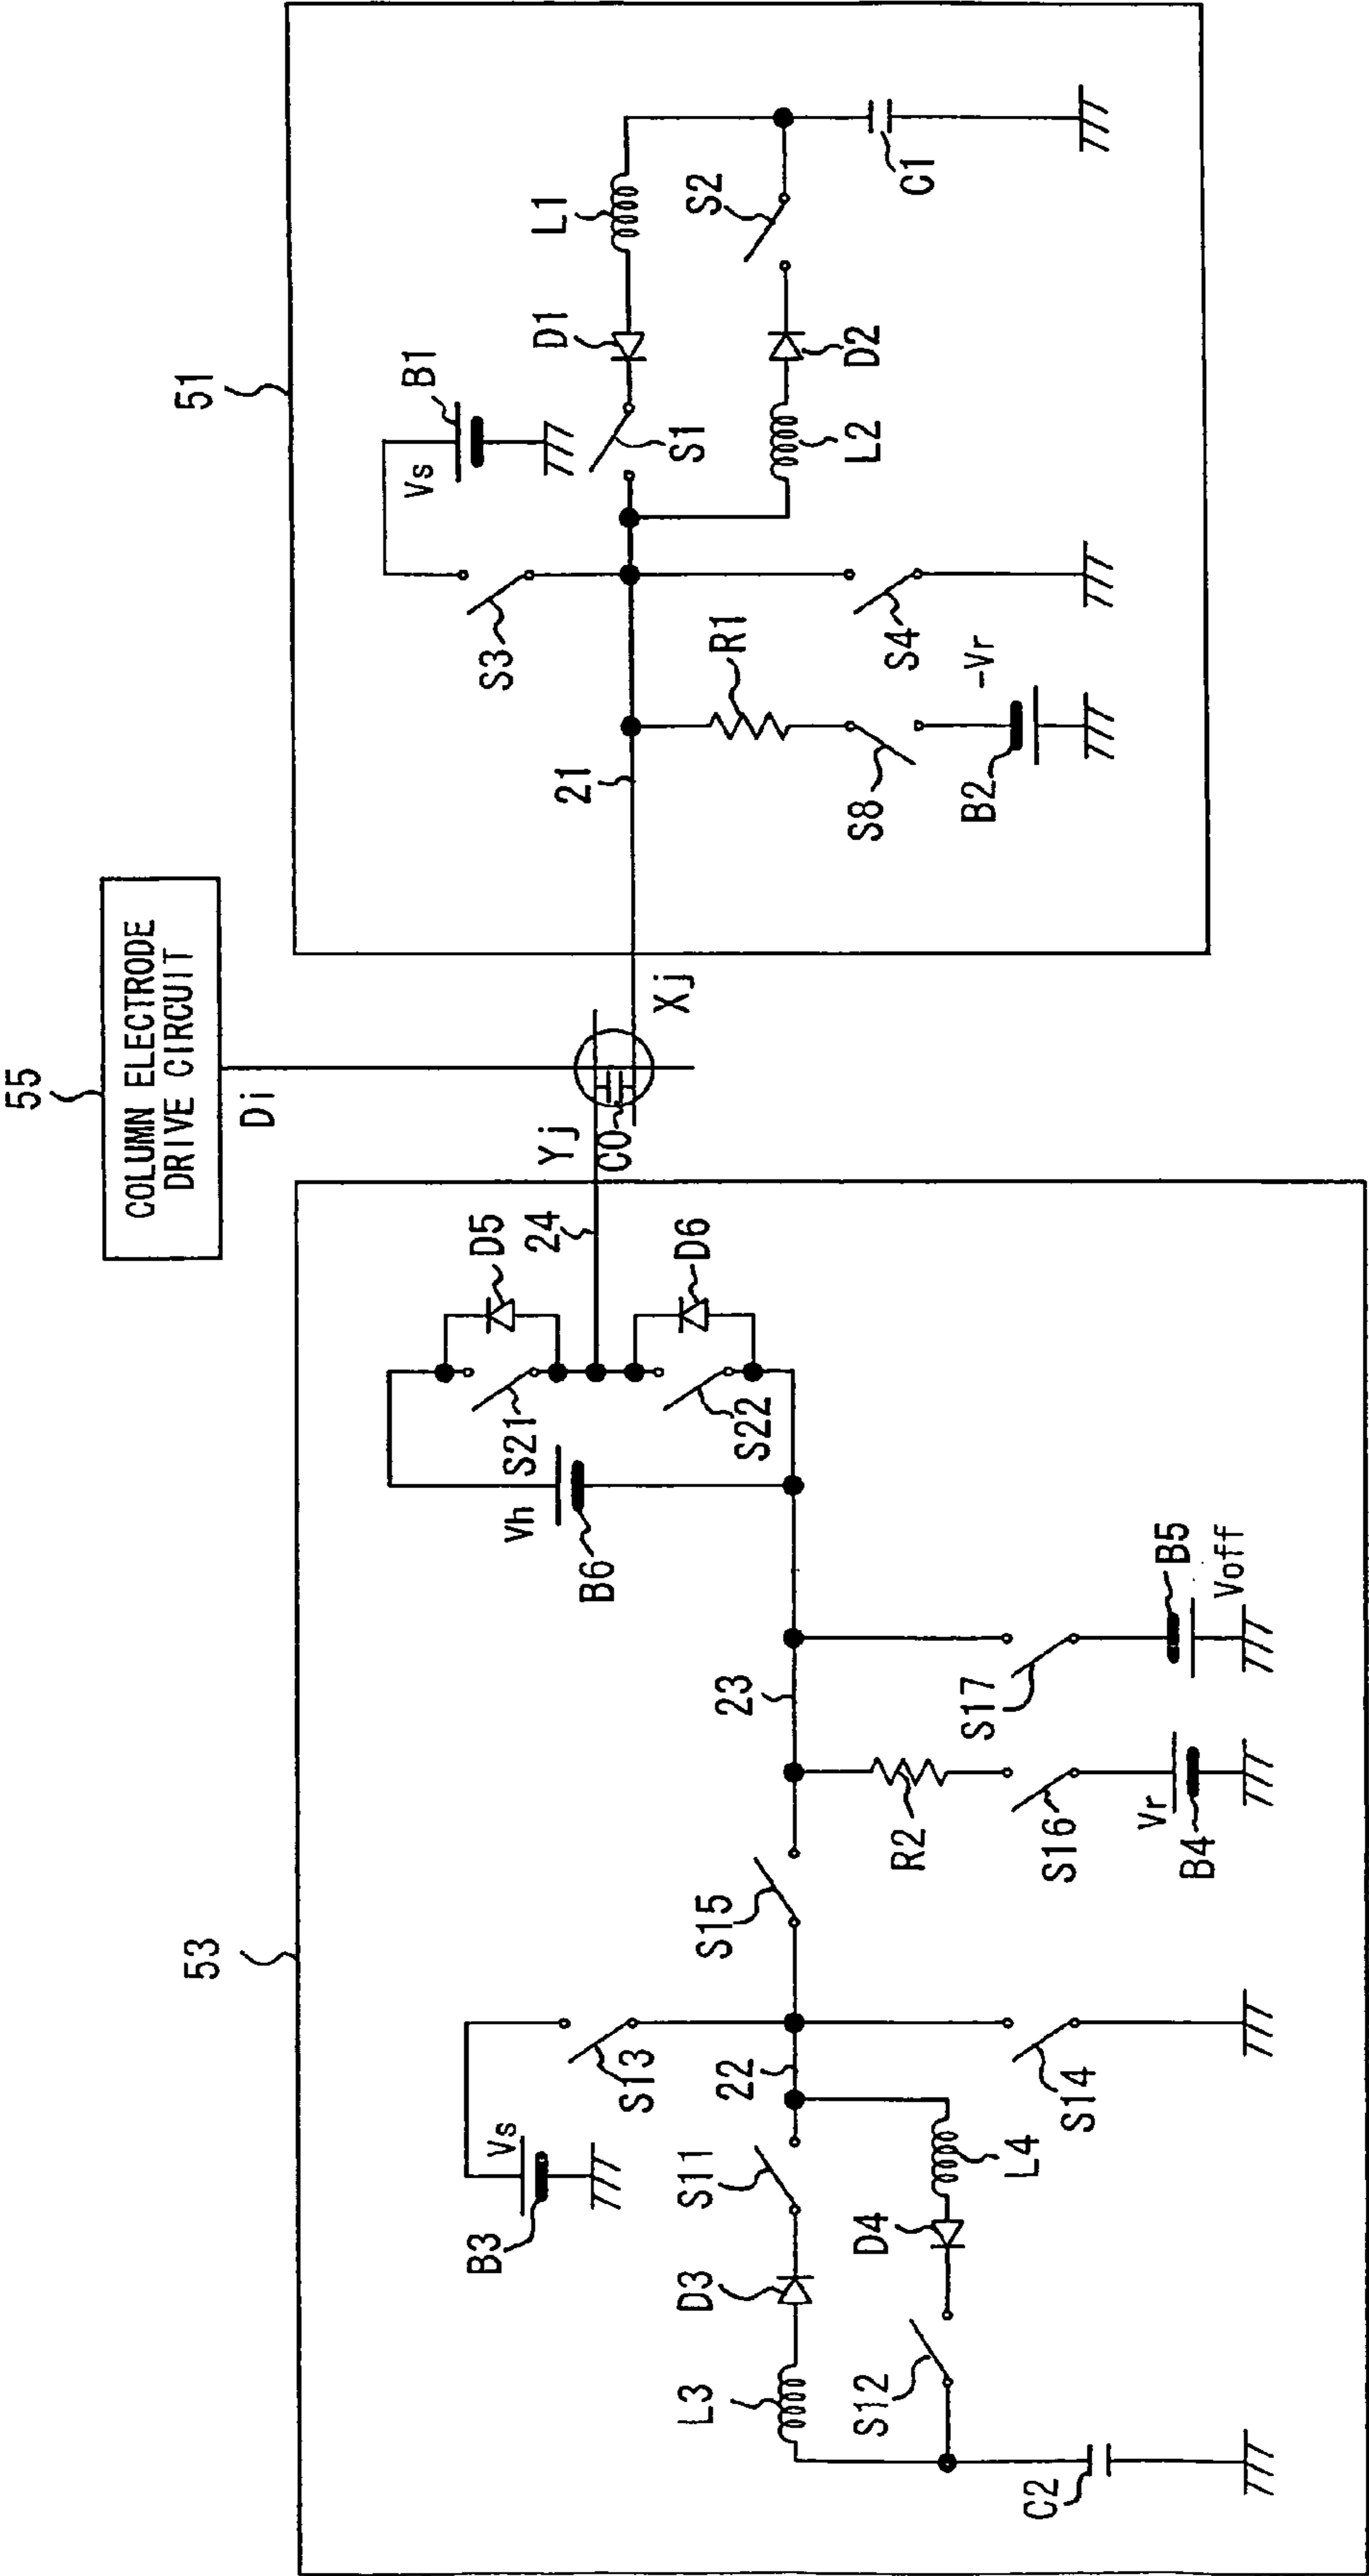 55
COLUMN ELECTRODE
DRIVE CIRCUIT
Di
53
51
B3
Vs
S13
S11
22
D3
L3
S12
D4
L4
C2
S14
S15
23
R2
S16
Vr
B4
S17
B5
Voff
Vh
B6
S21
D5
S22
D6
24
Yj
C0
Xj
21
S3
Vs
B1
R1
S8
B2
-Vr
S4
S1
D1
L1
L2
D2
S2
C1